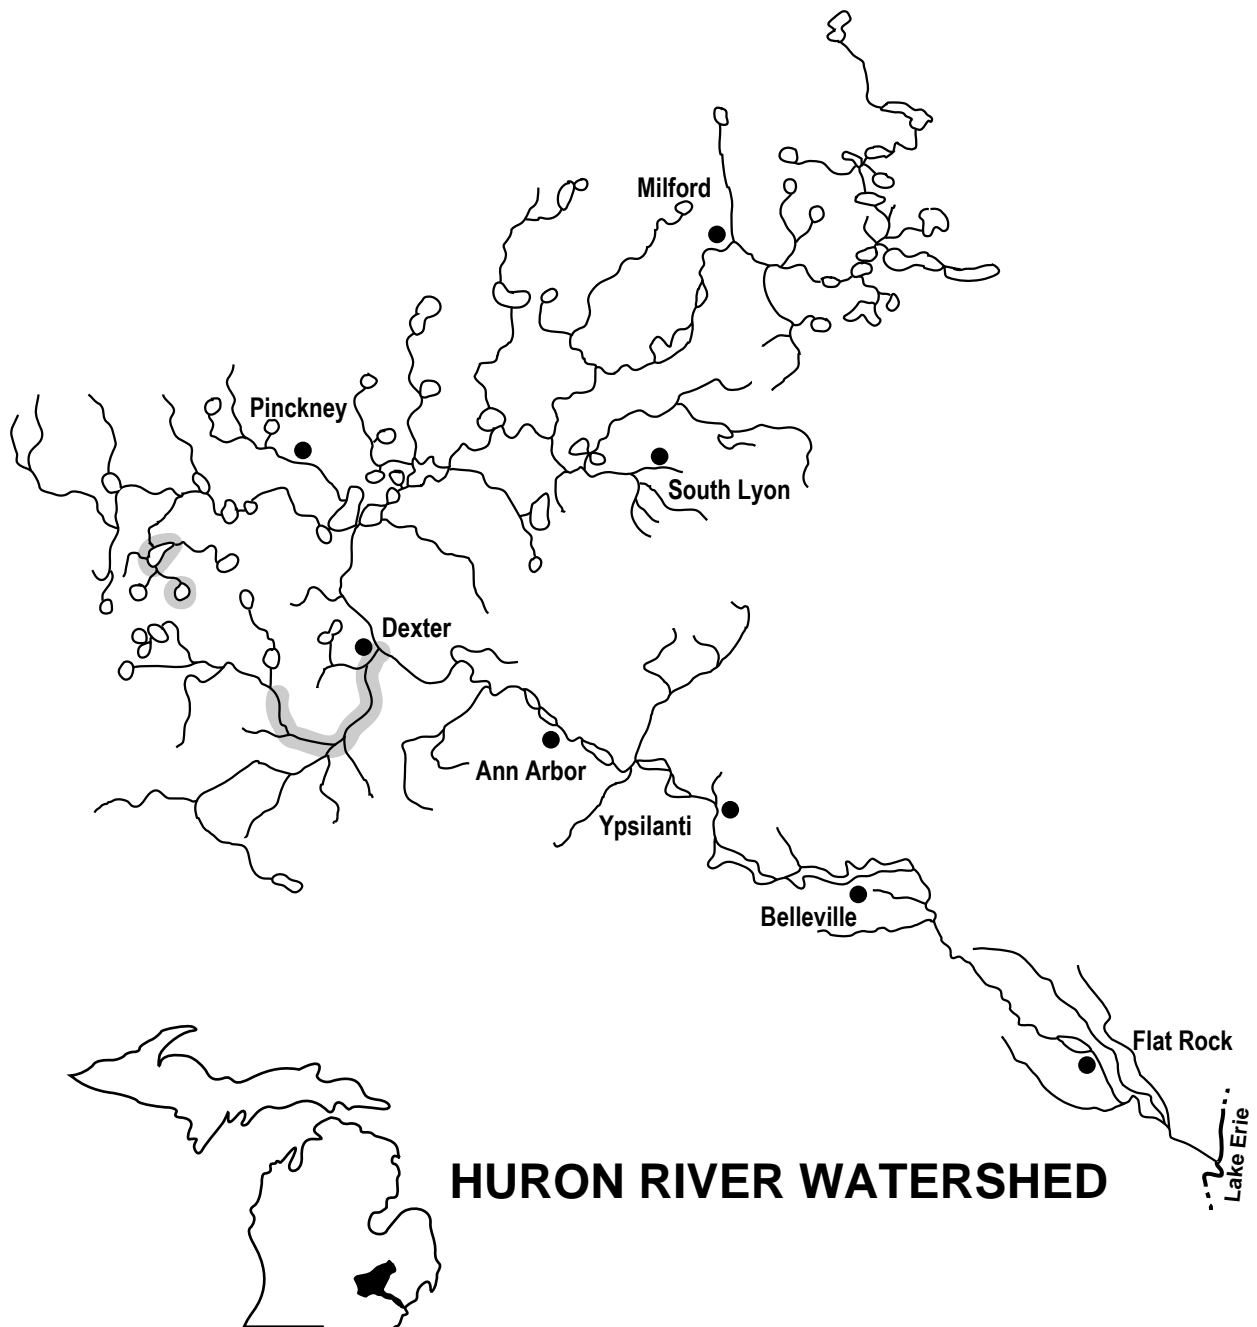 Milford
Pinckney
South Lyon
Dexter
Ann Arbor
Ypsilanti
Belleville
Flat Rock
Lake Erie
HURON RIVER WATERSHED